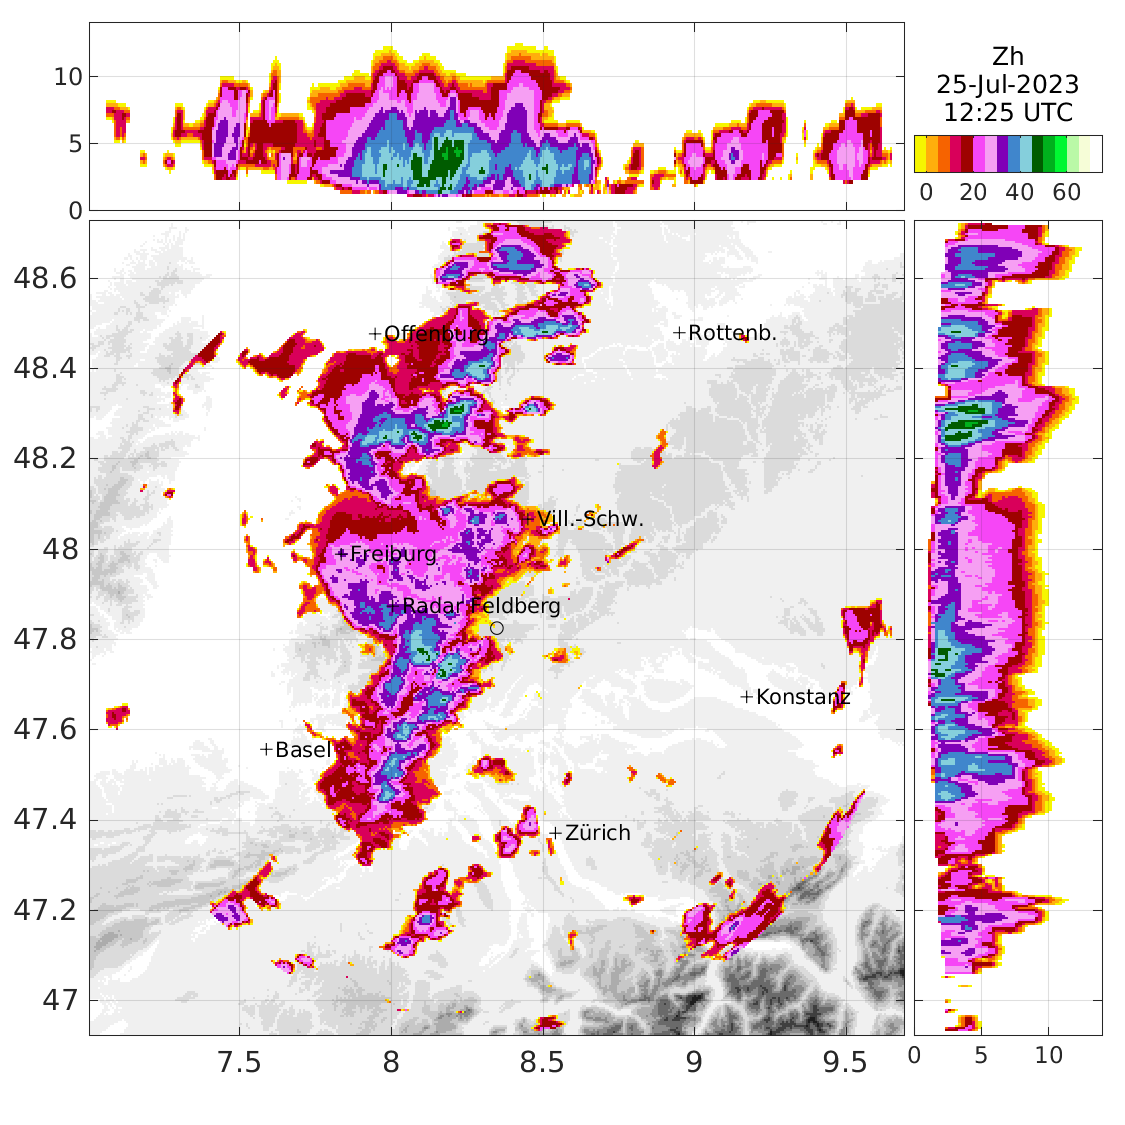 10
5
0
Zh
25-Jul-2023
12:25 UTC
0 20 40 60
48.6
48.4
48.2
48
47.8
47.6
47.4
47.2
47
+Offenburg
+Rottenb.
+Vill.-Schw.
+Freiburg
+Radar Feldberg
+Konstanz
+Basel
+Zürich
7.5 8 8.5 9 9.5
0 5 10